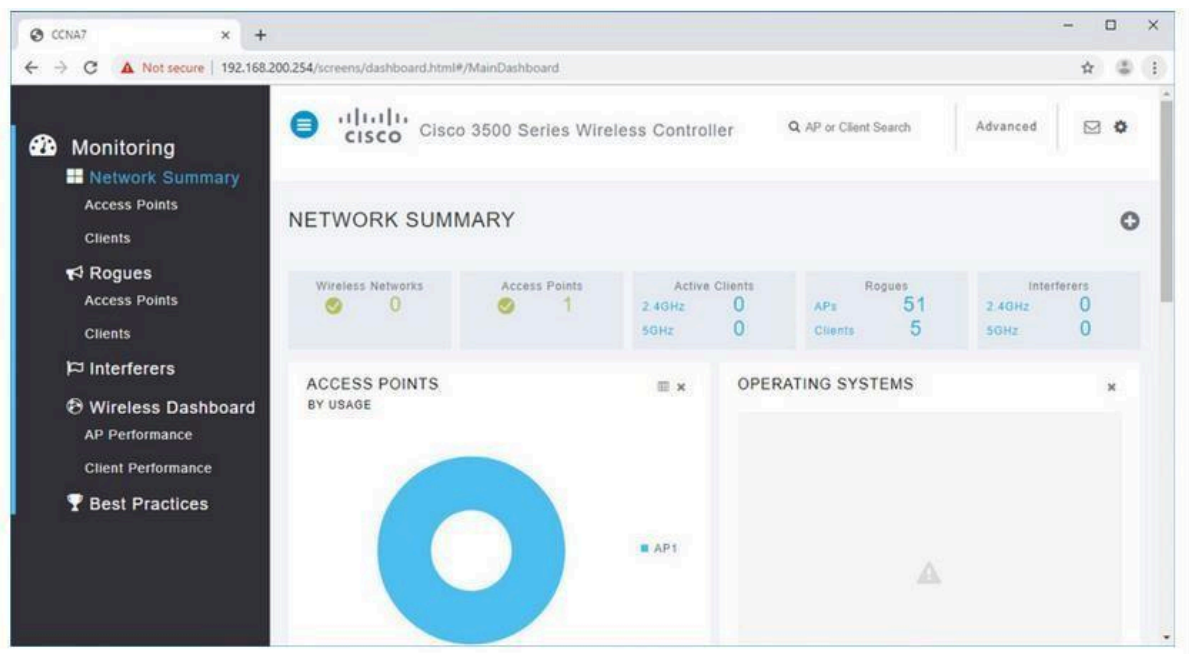 CCNA7
Not secure | 192.168.200.254/screens/dashboard.html#/MainDashboard
Monitoring
Network Summary
Access Points
Clients
Rogues
Access Points
Clients
Interferers
Wireless Dashboard
AP Performance
Client Performance
Best Practices
CISCO Cisco 3500 Series Wireless Controller
AP or Client Search
Advanced
NETWORK SUMMARY
Wireless Networks
0
Access Points
1
Active Clients
2.4GHz 0
5GHz 0
Rogues
APs 51
Clients 5
Interferers
2.4GHz 0
5GHz 0
ACCESS POINTS
BY USAGE
AP1
OPERATING SYSTEMS